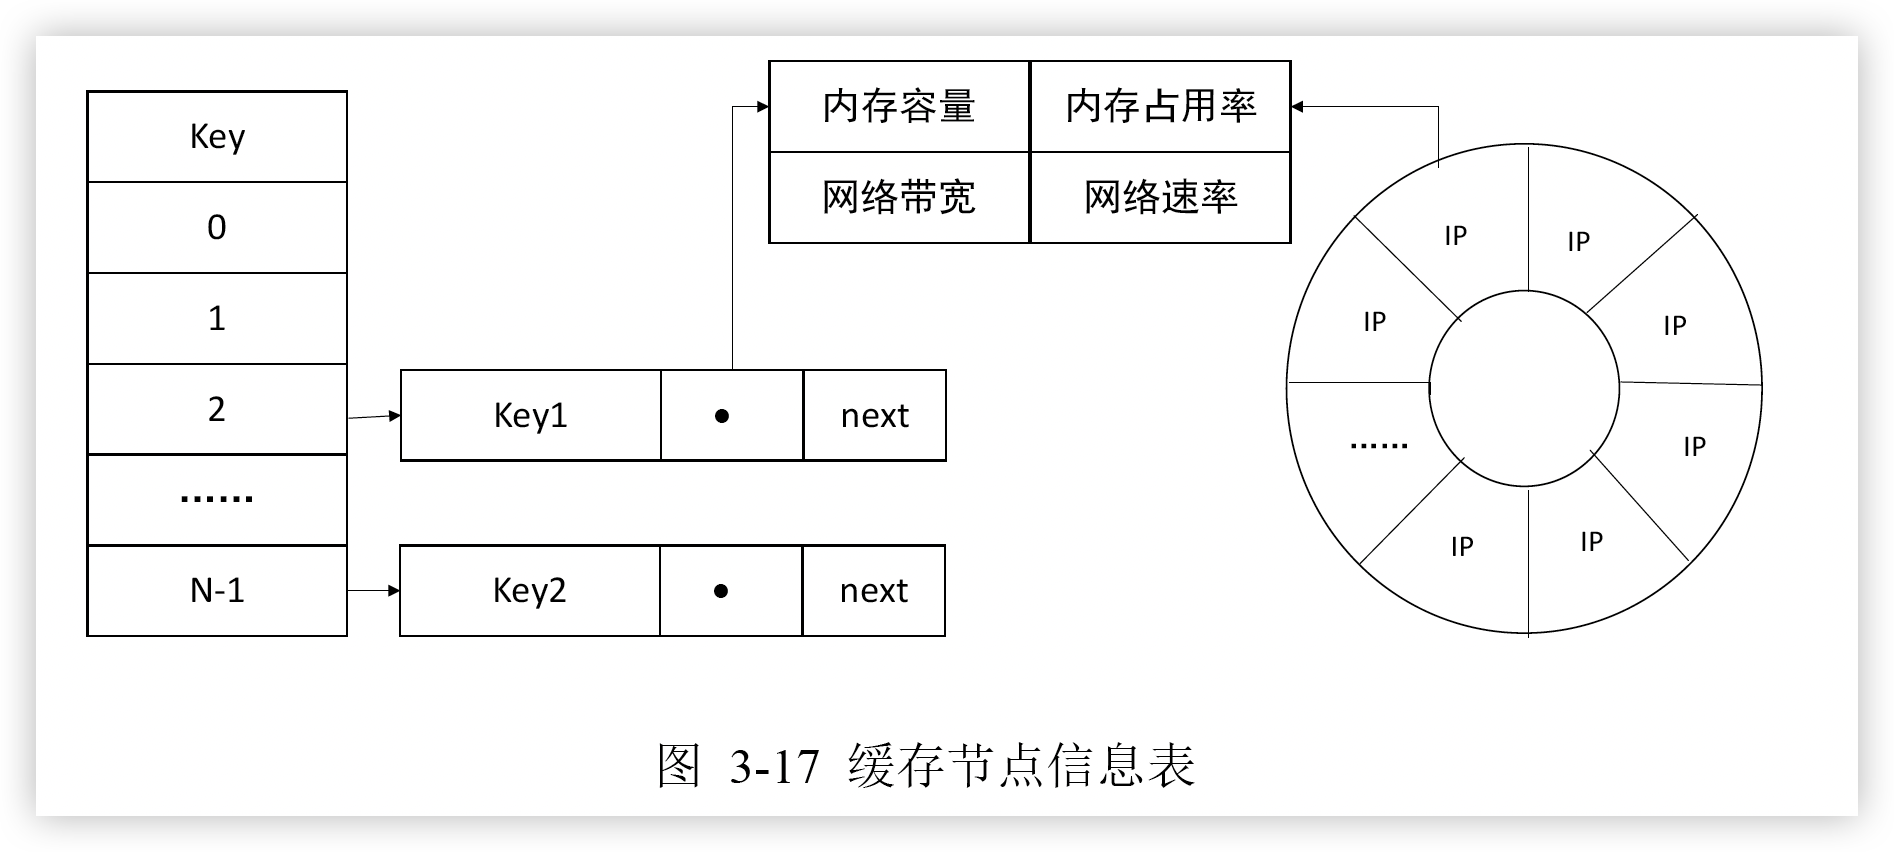 Key
0
1
2
......
N-1
Key1 • next
Key2 • next
内存容量 内存占用率
网络带宽 网络速率
IP
IP
IP
IP
IP
IP
......
IP
图 3-17 缓存节点信息表